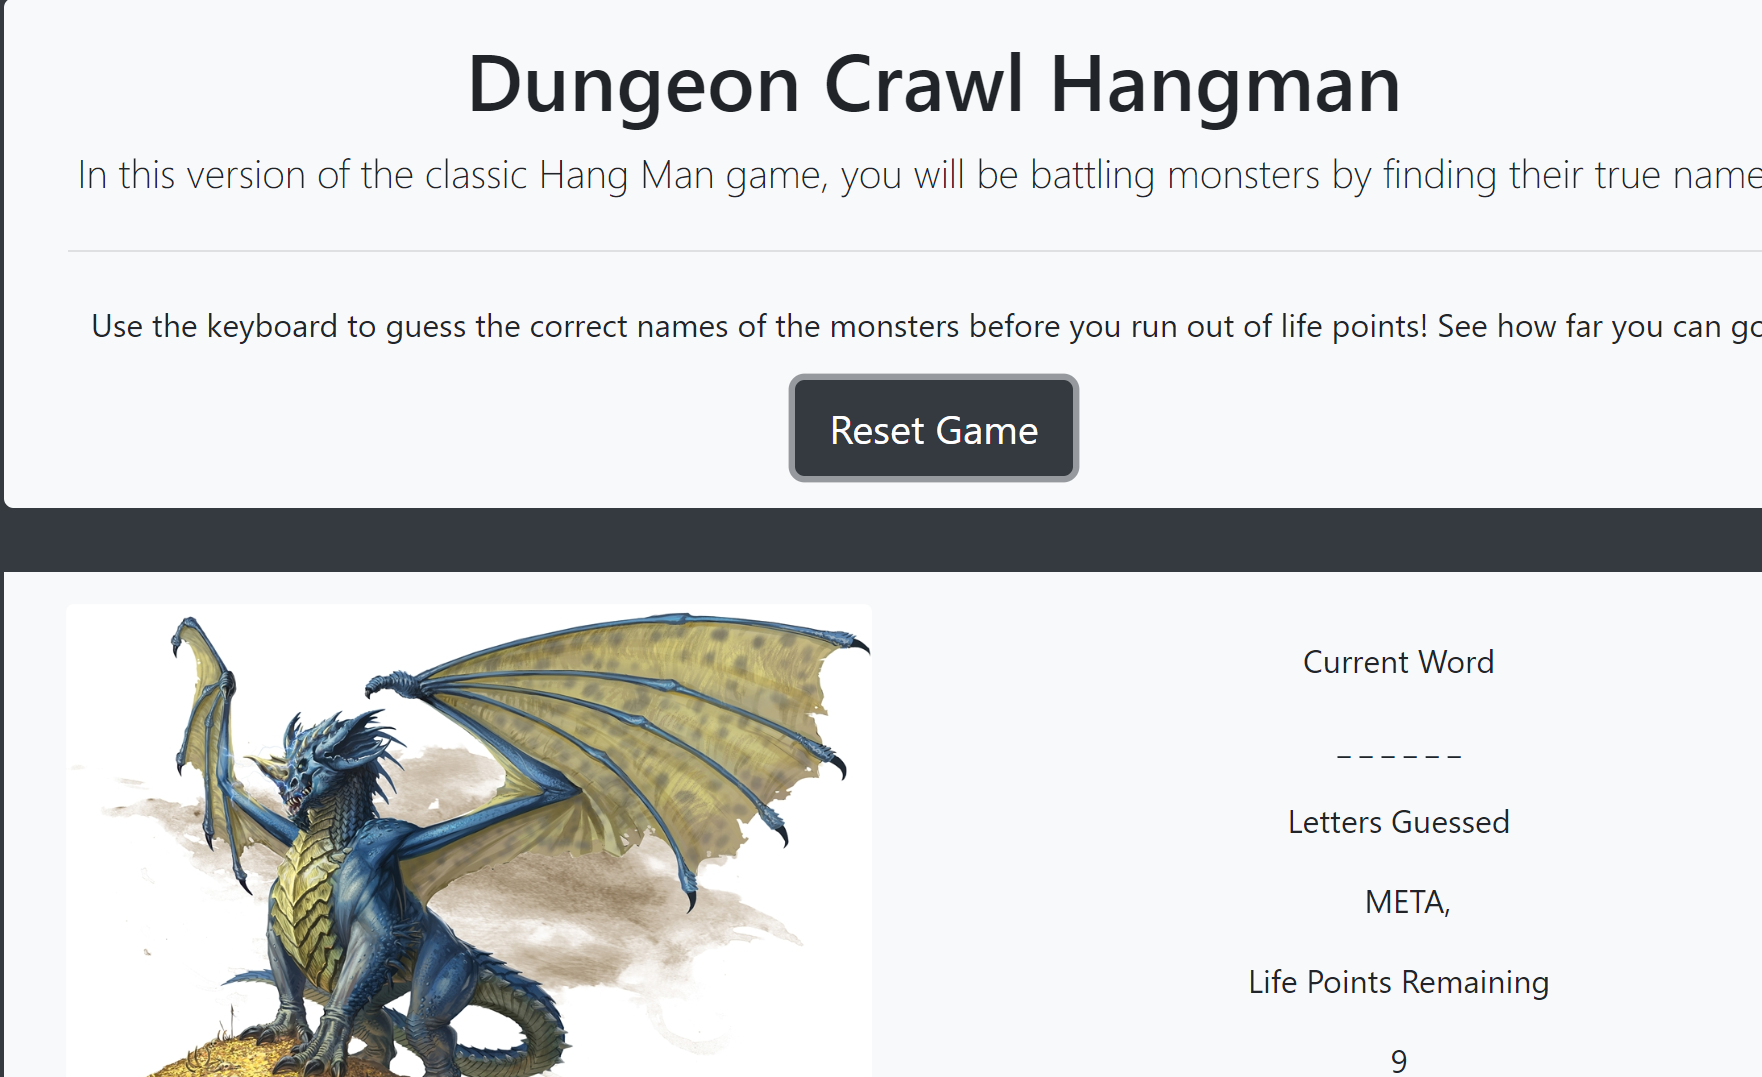 Dungeon Crawl Hangman
In this version of the classic Hang Man game, you will be battling monsters by finding their true name
Use the keyboard to guess the correct names of the monsters before you run out of life points! See how far you can go
Reset Game
Current Word
_ _ _ _ _ _
Letters Guessed
META,
Life Points Remaining
9